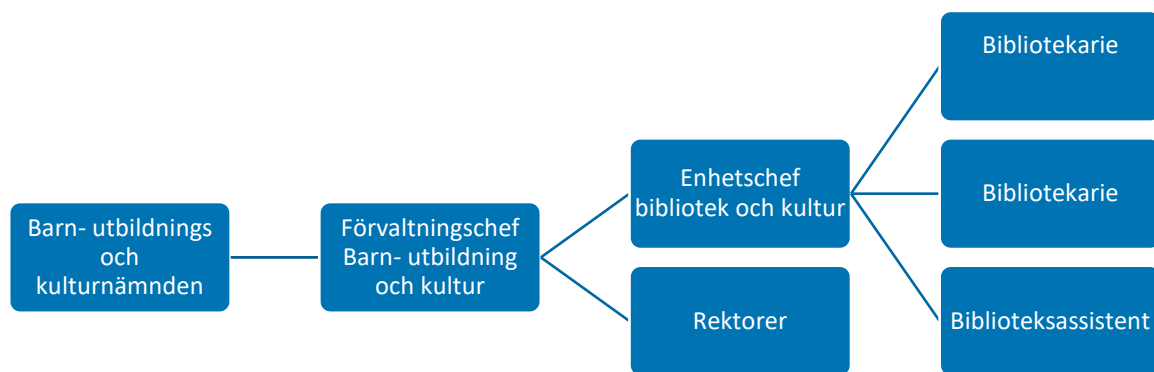 Barn- utbildnings
och
kulturnämnden
Förvaltningschef
Barn- utbildning
och kultur
Enhetschef
bibliotek och kultur
Rektorer
Bibliotekarie
Bibliotekarie
Biblioteksassistent